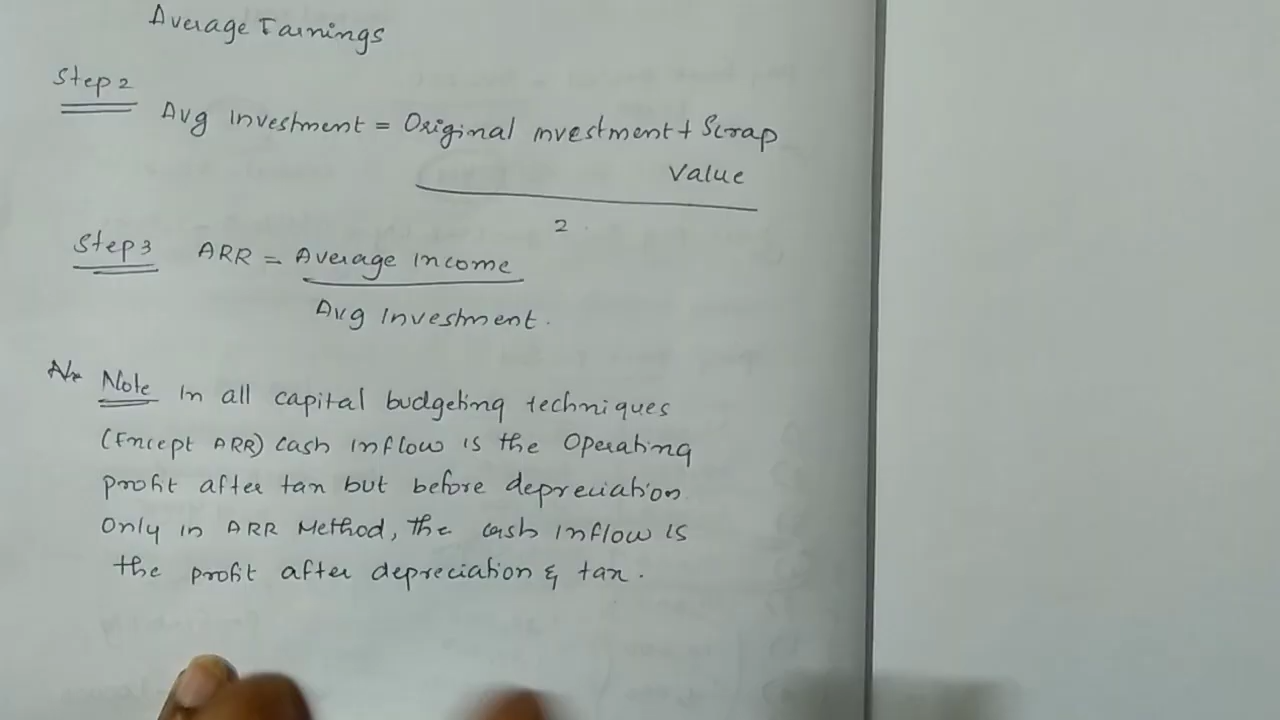 Average Earnings
Step 2
Avg Investment = Original investment + Scrap
Value
2
Step 3 ARR = Average Income
Avg Investment.
Note In all capital budgeting techniques
(Except ARR) cash inflow is the Operating
profit after tax but before depreciation.
Only in ARR Method, the cash inflow is
the profit after depreciation & tax.